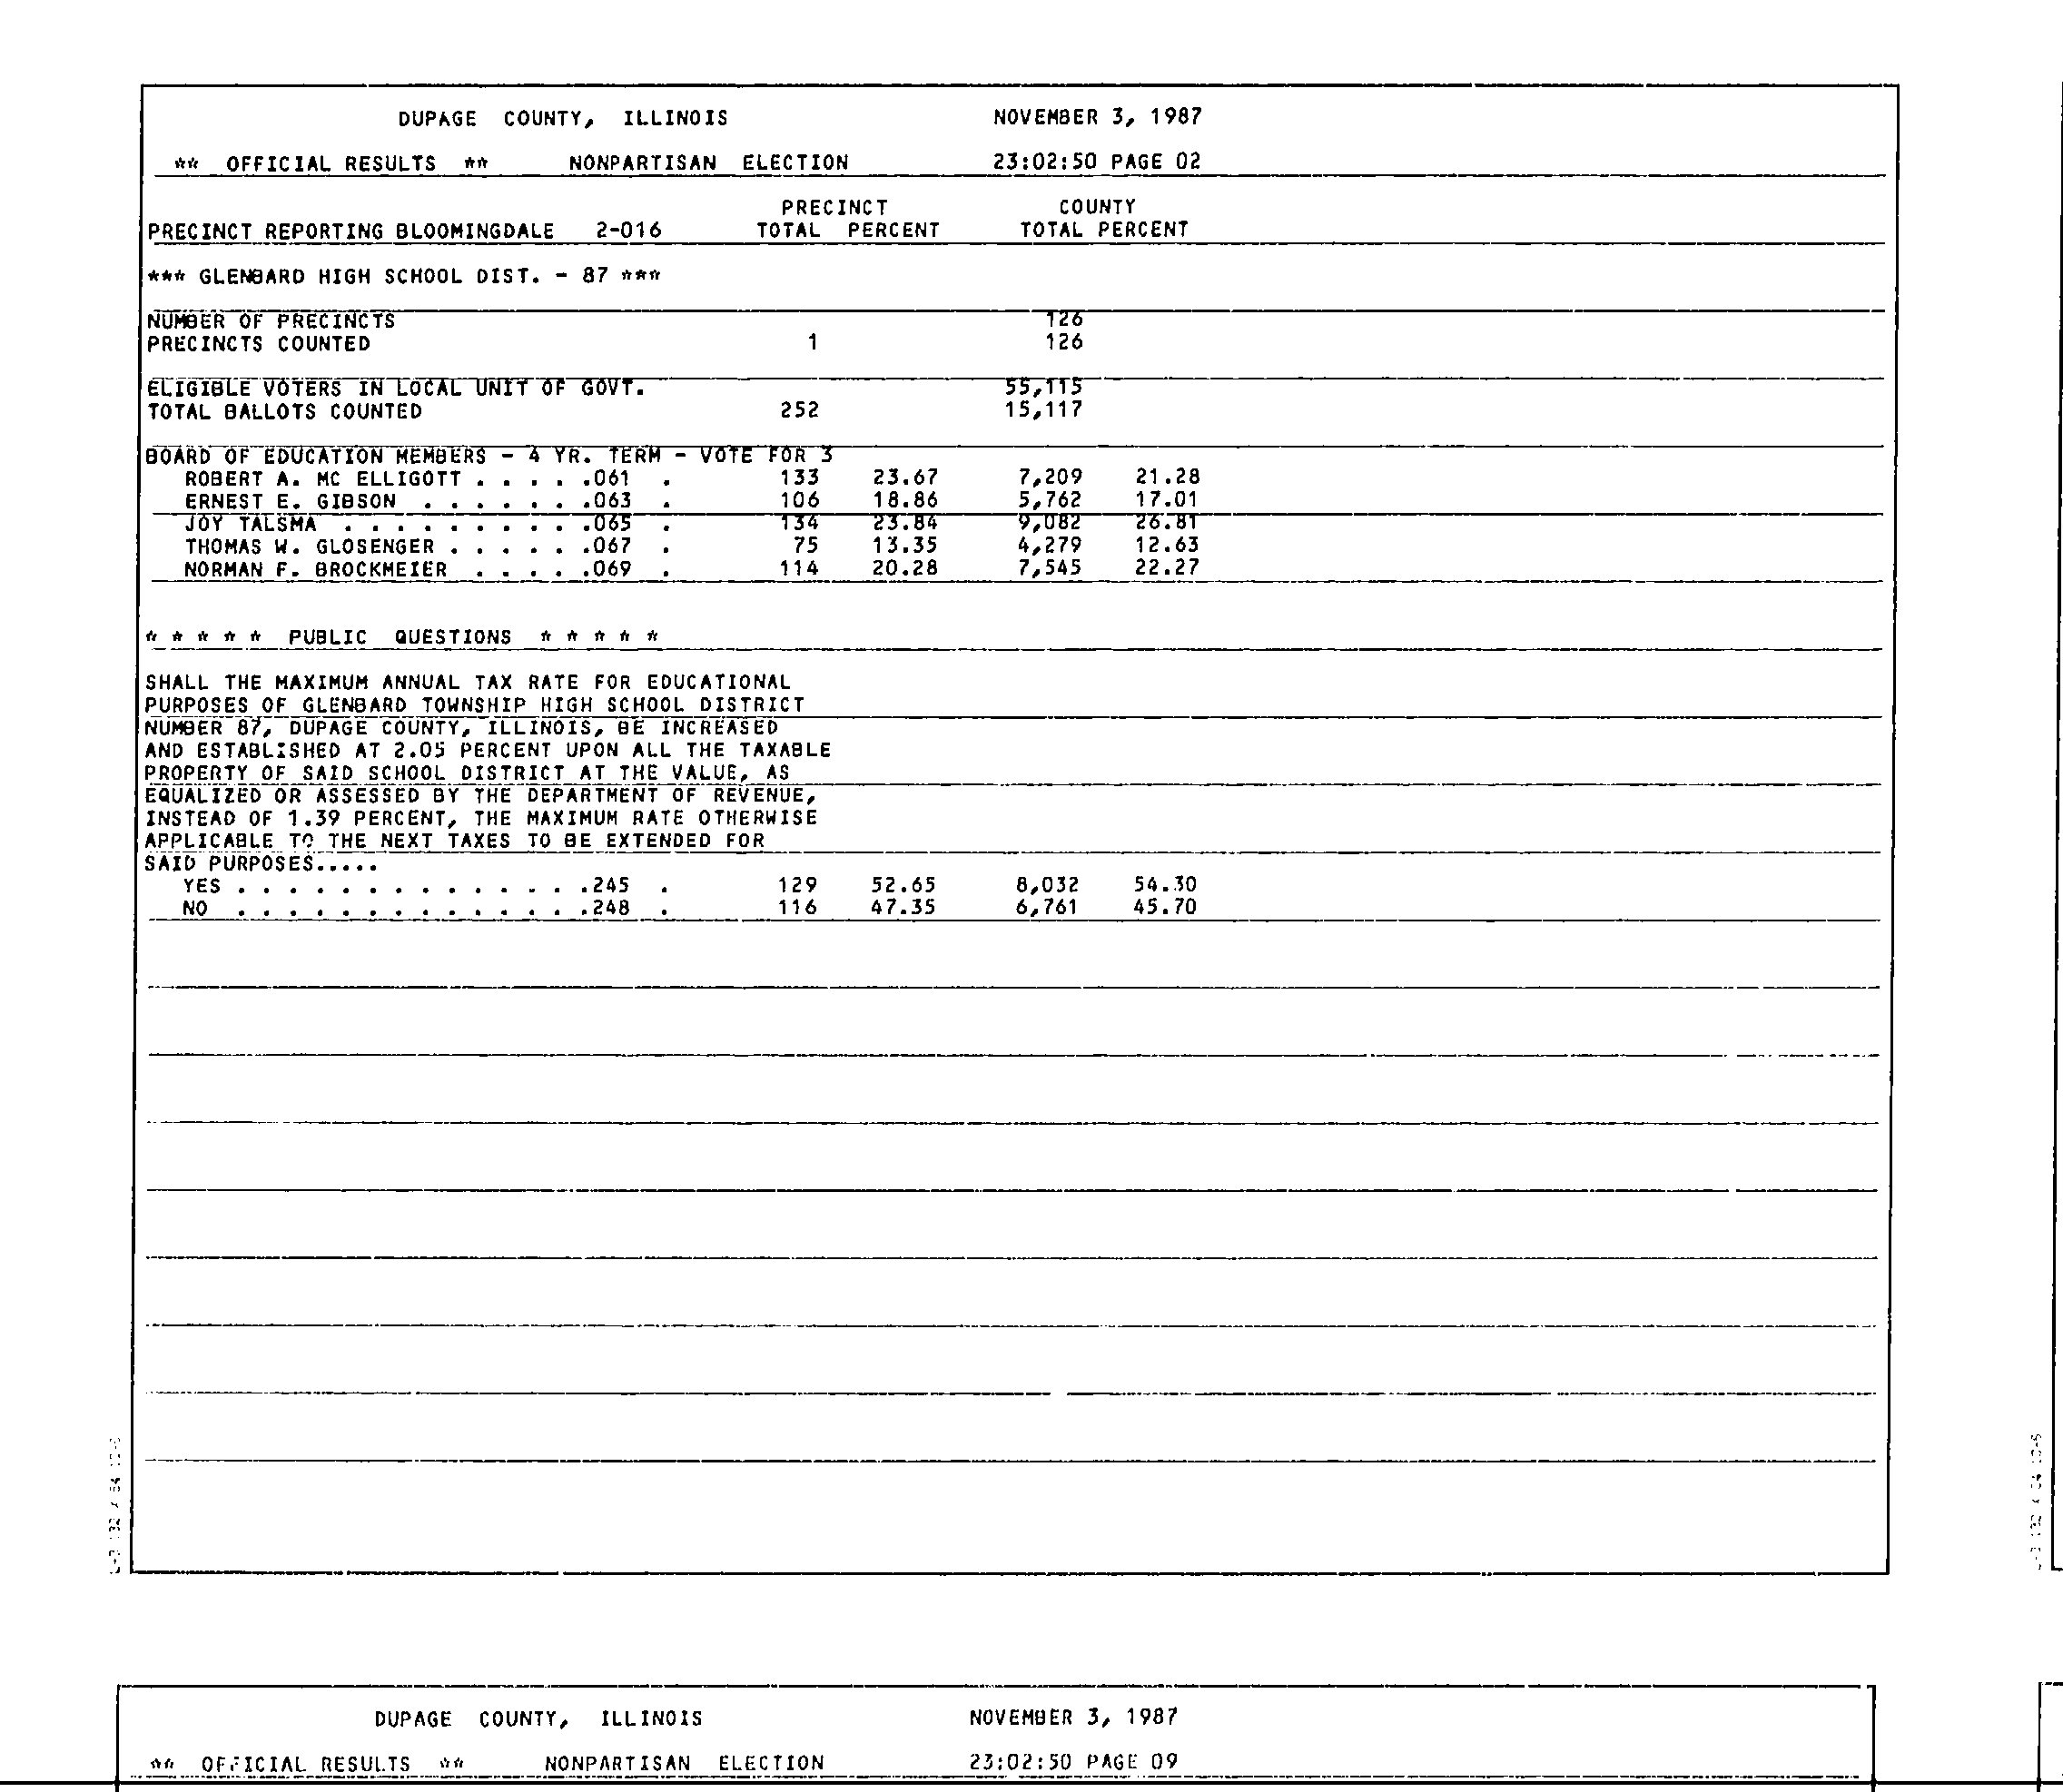 DUPAGE COUNTY, ILLINOIS NOVEMBER 3, 1987
** OFFICIAL RESULTS ** NONPARTISAN ELECTION 23:02:50 PAGE 02
PRECINCT COUNTY
PRECINCT REPORTING BLOOMINGDALE 2-016 TOTAL PERCENT TOTAL PERCENT
*** GLENBARD HIGH SCHOOL DIST. - 87 ***
NUMBER OF PRECINCTS 126
PRECINCTS COUNTED 1 126
ELIGIBLE VOTERS IN LOCAL UNIT OF GOVT. 55,115
TOTAL BALLOTS COUNTED 252 15,117
BOARD OF EDUCATION MEMBERS - 4 YR. TERM - VOTE FOR 3
ROBERT A. MC ELLIGOTT . . . . .061 . 133 23.67 7,209 21.28
ERNEST E. GIBSON . . . . . . .063 . 106 18.86 5,762 17.01
JOY TALSMA . . . . . . . . . .065 . 134 23.84 9,082 26.81
THOMAS W. GLOSENGER . . . . . .067 . 75 13.35 4,279 12.63
NORMAN F. BROCKMEIER . . . . .069 . 114 20.28 7,545 22.27
* * * * * PUBLIC QUESTIONS * * * * *
SHALL THE MAXIMUM ANNUAL TAX RATE FOR EDUCATIONAL
PURPOSES OF GLENBARD TOWNSHIP HIGH SCHOOL DISTRICT
NUMBER 87, DUPAGE COUNTY, ILLINOIS, BE INCREASED
AND ESTABLISHED AT 2.05 PERCENT UPON ALL THE TAXABLE
PROPERTY OF SAID SCHOOL DISTRICT AT THE VALUE, AS
EQUALIZED OR ASSESSED BY THE DEPARTMENT OF REVENUE,
INSTEAD OF 1.39 PERCENT, THE MAXIMUM RATE OTHERWISE
APPLICABLE TO THE NEXT TAXES TO BE EXTENDED FOR
SAID PURPOSES.....
YES . . . . . . . . . . . . . .245 . 129 52.65 8,032 54.30
NO . . . . . . . . . . . . . .248 . 116 47.35 6,761 45.70
DUPAGE COUNTY, ILLINOIS NOVEMBER 3, 1987
** OFFICIAL RESULTS ** NONPARTISAN ELECTION 23:02:50 PAGE 09